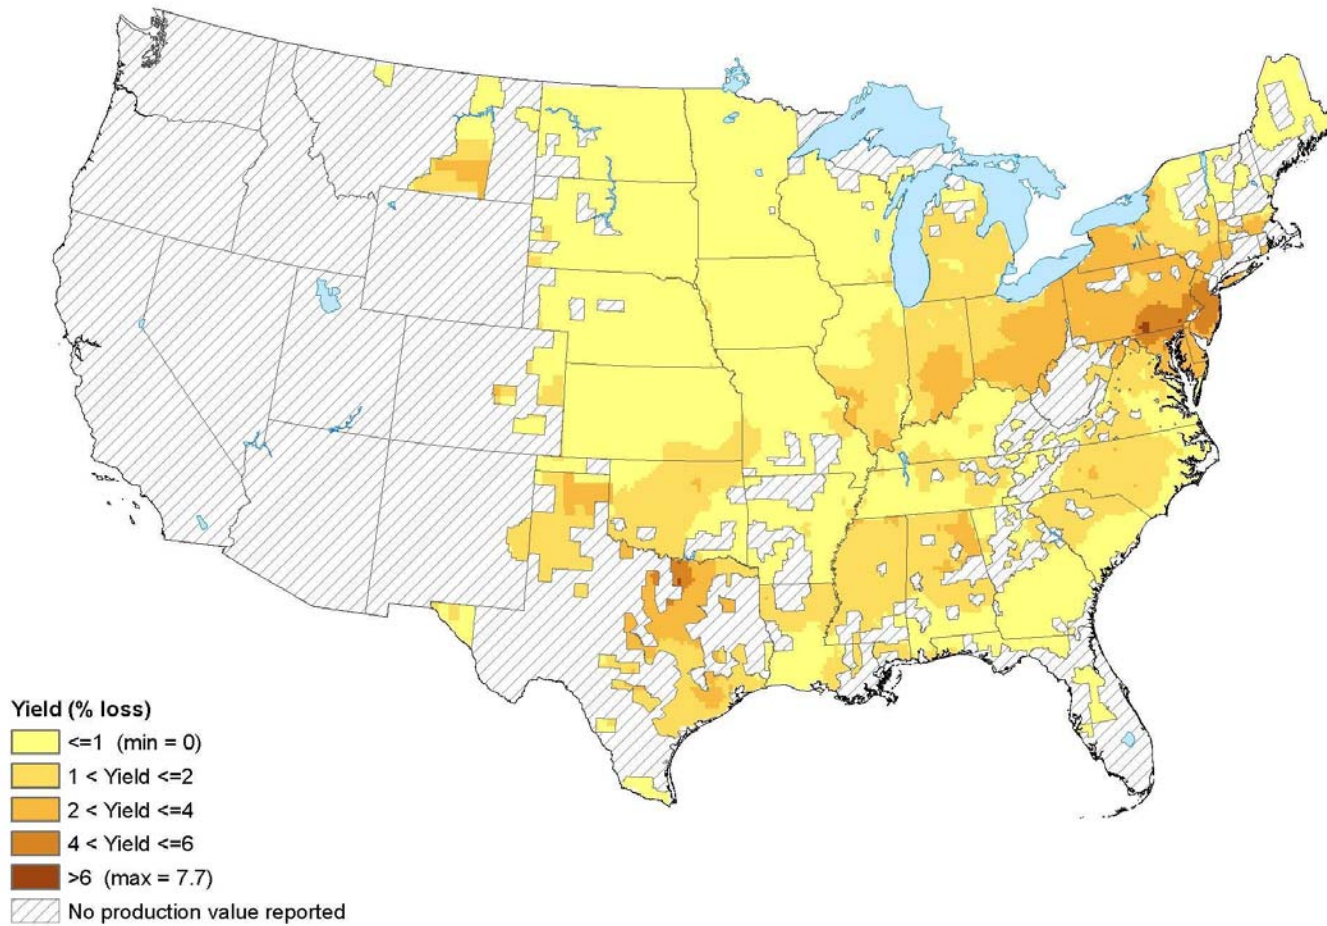 Yield (% loss)
<=1 (min = 0)
1 < Yield <=2
2 < Yield <=4
4 < Yield <=6
>6 (max = 7.7)
No production value reported